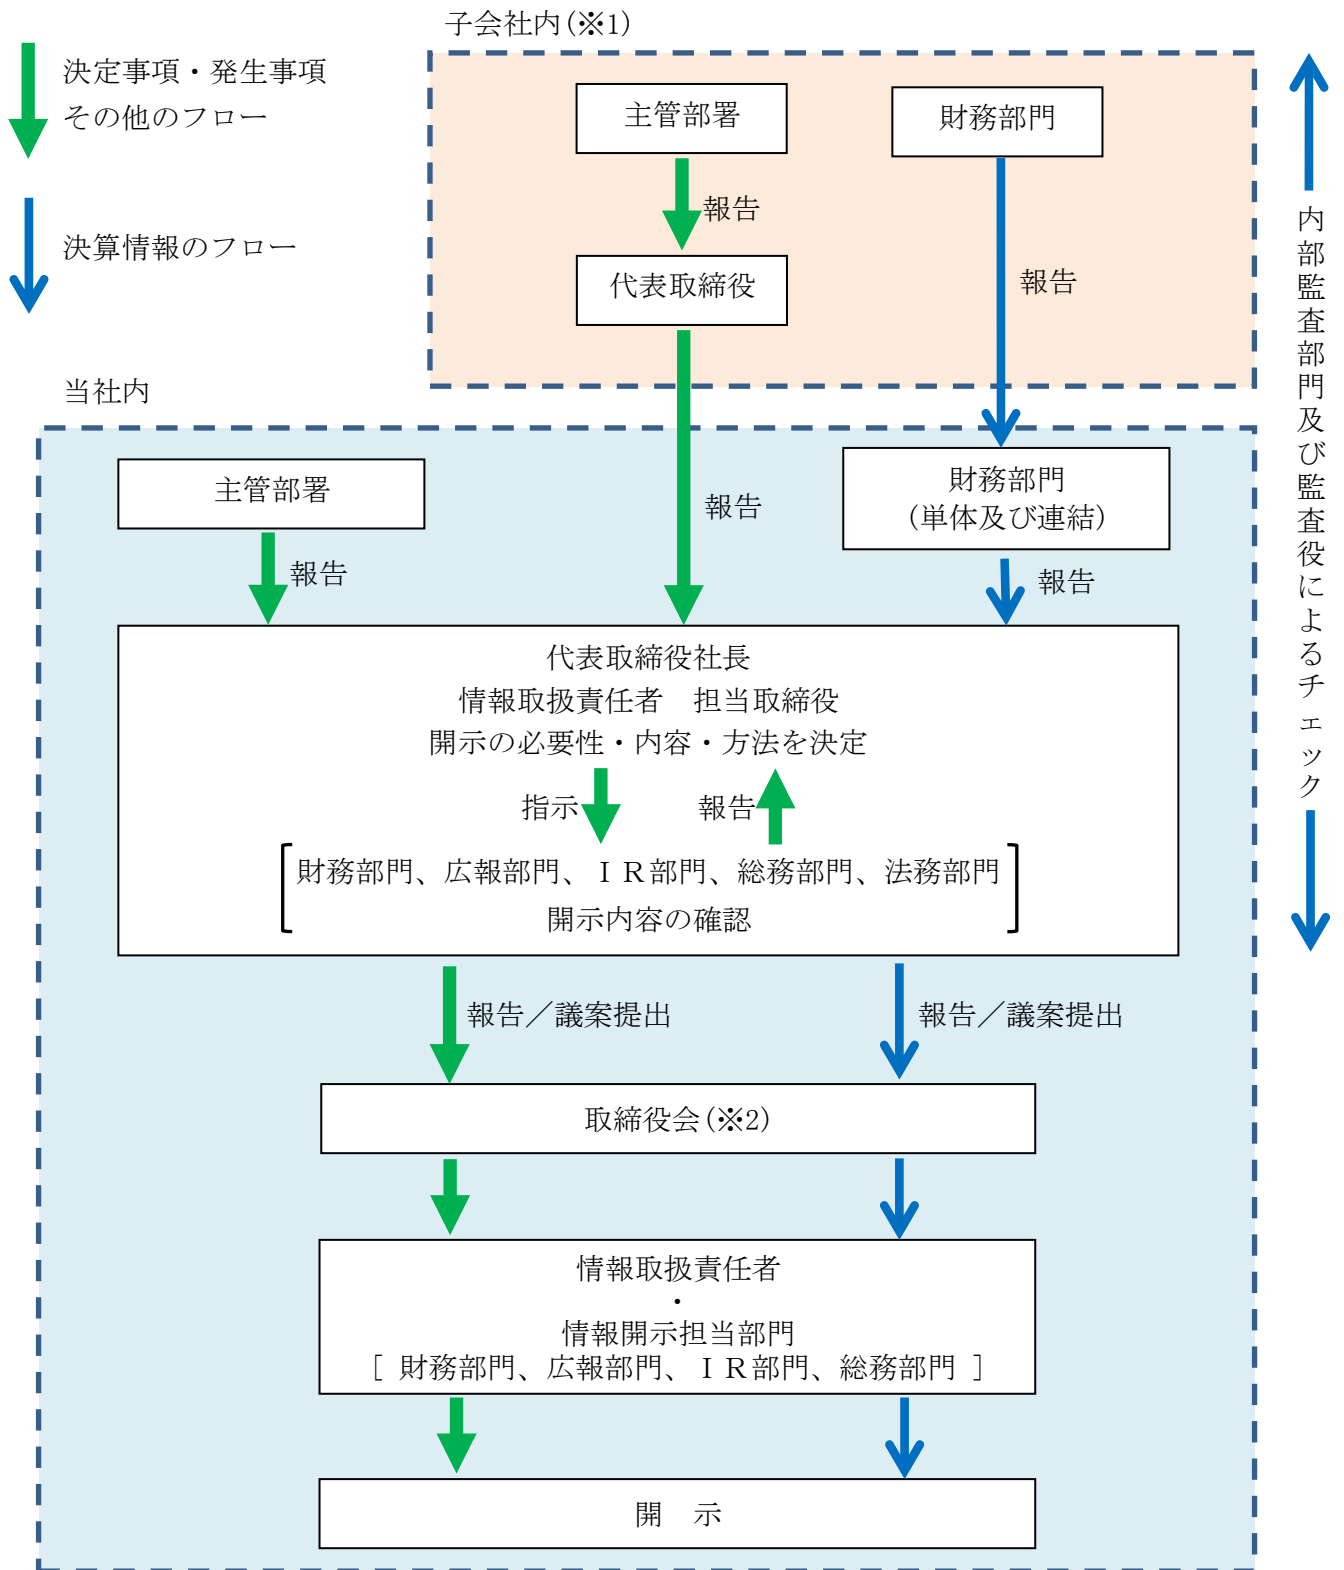 子会社内(※1)
決定事項・発生事項
その他のフロー
決算情報のフロー
主管部署
財務部門
報告
代表取締役
報告
内部監査部門及び監査役によるチェック
当社内
主管部署
報告
財務部門
(単体及び連結)
報告
報告
代表取締役社長
情報取扱責任者　担当取締役
開示の必要性・内容・方法を決定
指示
報告
財務部門、広報部門、ＩＲ部門、総務部門、法務部門
開示内容の確認
報告／議案提出
報告／議案提出
取締役会(※2)
情報取扱責任者
・
情報開示担当部門
[ 財務部門、広報部門、ＩＲ部門、総務部門 ]
開　示